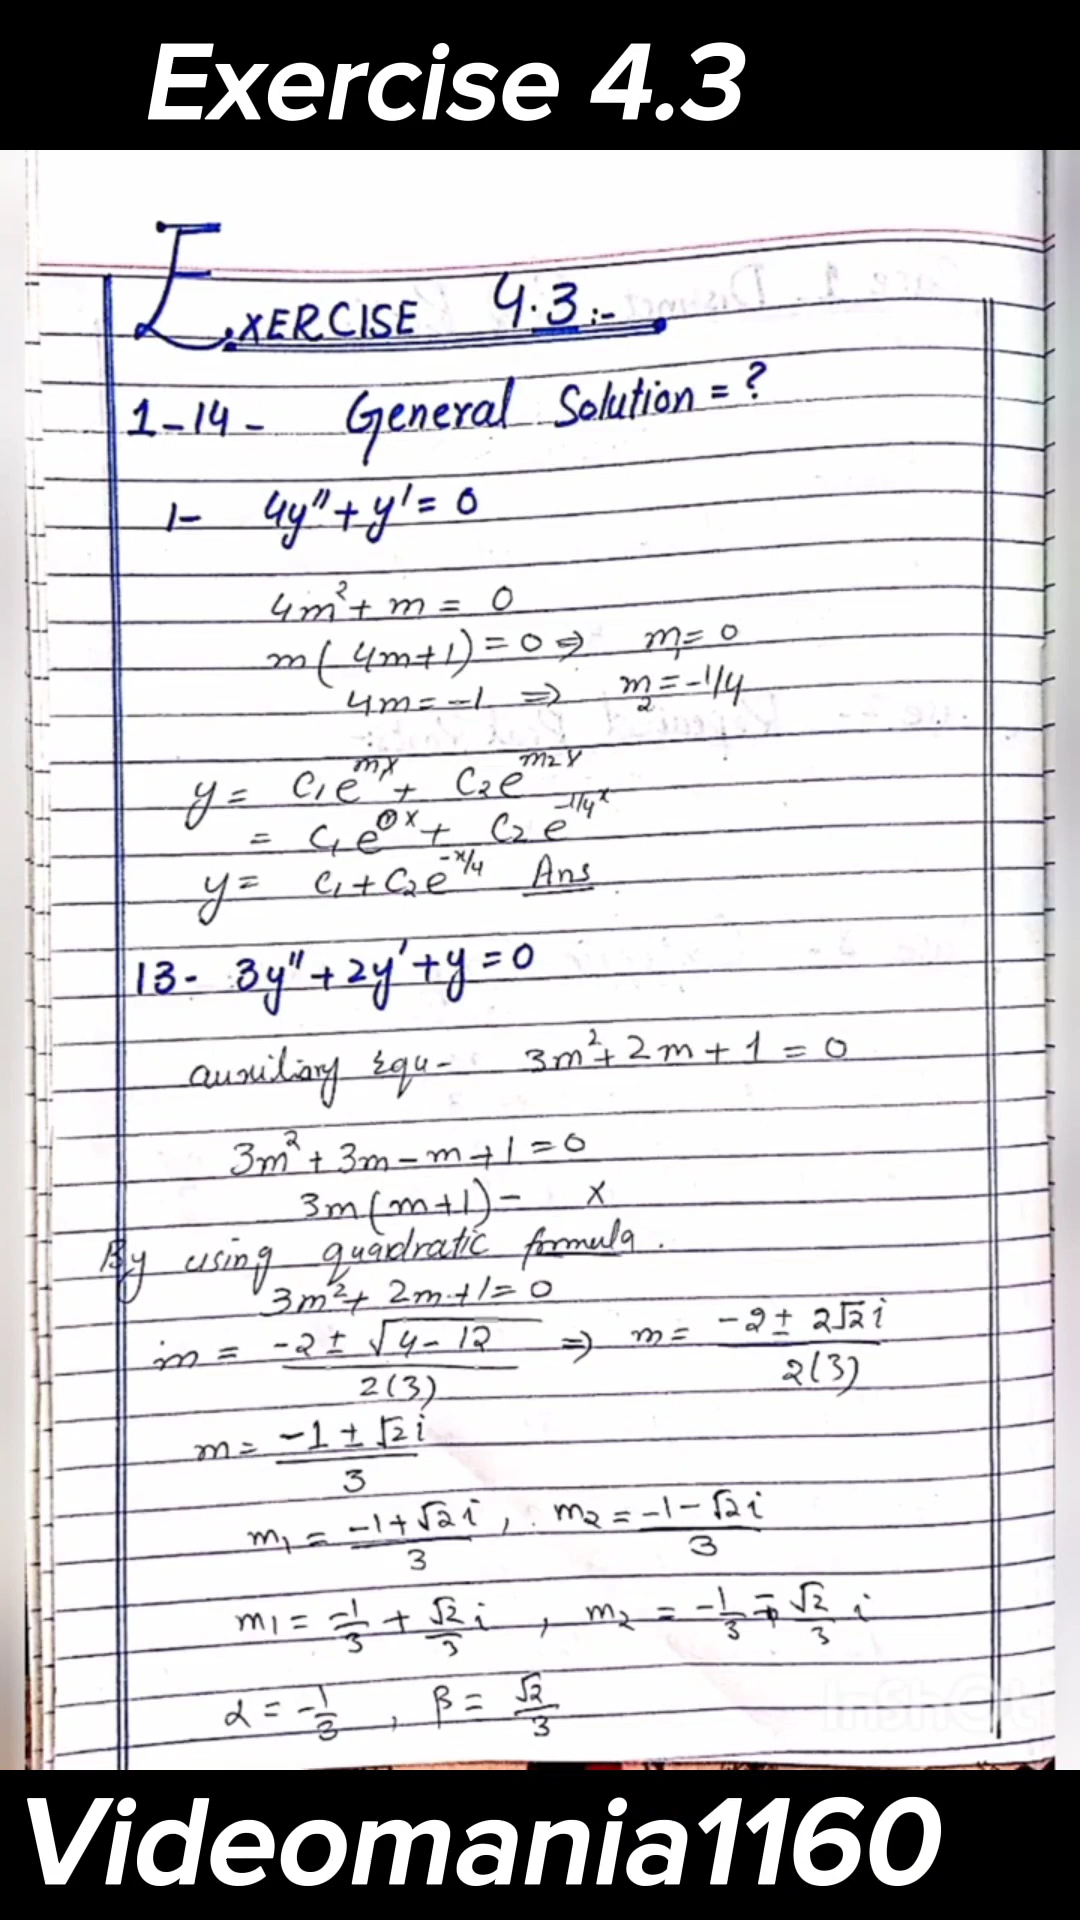 Exercise 4.3
EXERCISE 4.3:-
1-14- General Solution = ?
1- 4y"+y'= 0
4m²+m = 0
m(4m+1)=0 ⇒ m₁=0
4m=-1 ⇒ m₂=-1/4
y= c₁e^m₁x + c₂e^m₂x
= c₁e^0x + c₂e^-1/4x
y= c₁+c₂e^-x/4 Ans
13- 3y"+2y'+y=0
auxiliary Equ- 3m²+2m+1=0
3m²+3m-m+1=0
3m(m+1)- x
By using quadratic formula.
3m²+2m+1=0
m = -2±√4-12 / 2(3) ⇒ m= -2±2√2i / 2(3)
m= -1±√2i / 3
m₁ = -1+√2i / 3 , m₂=-1-√2i / 3
m₁= -1/3 + √2/3 i , m₂ = -1/3 - √2/3 i
α=-1/3 , β= √2/3
InShOt
Videomania1160